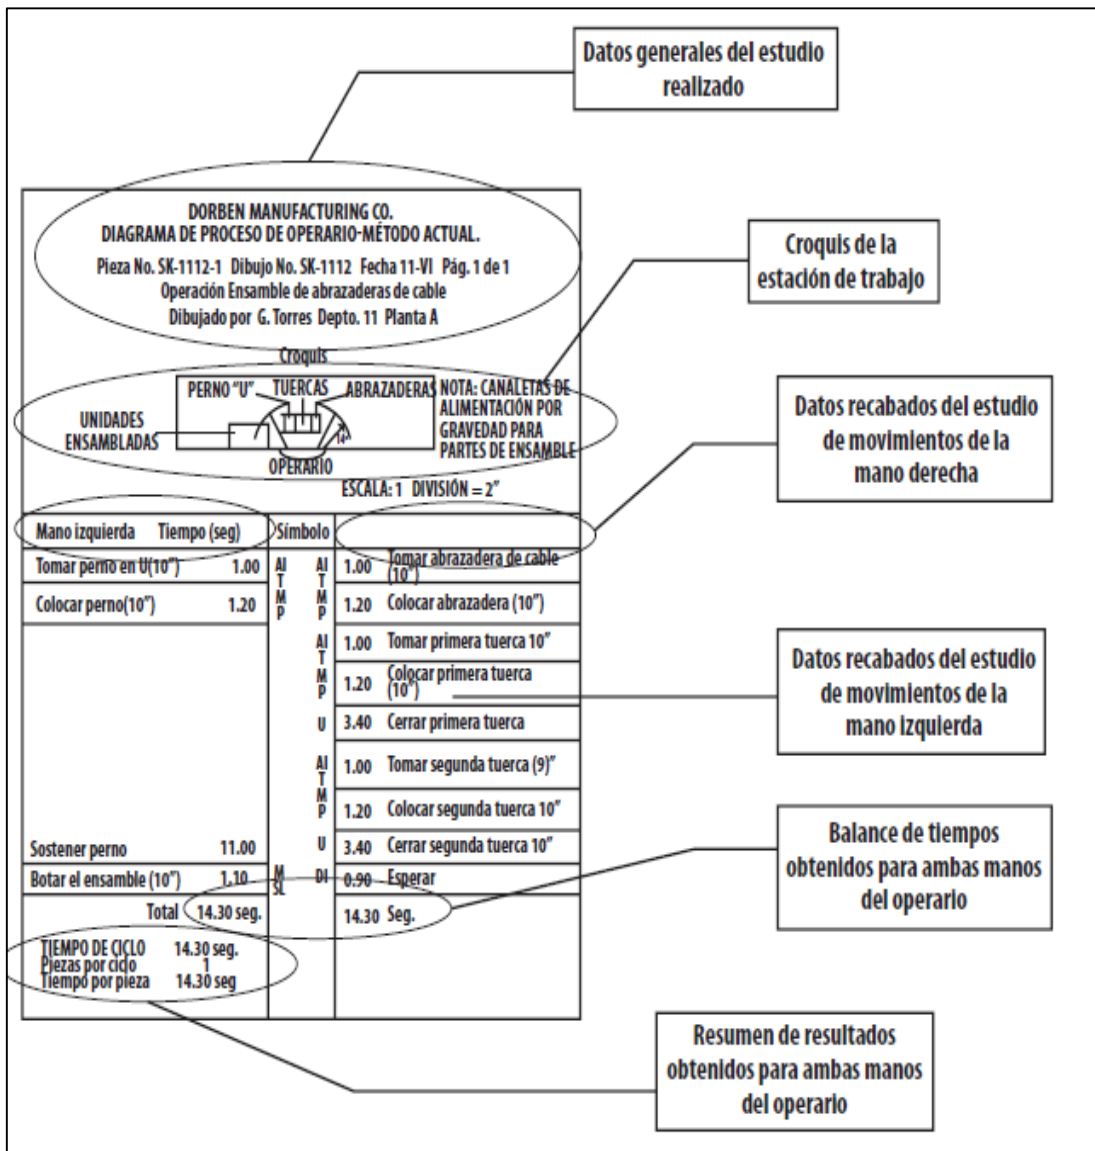 Datos generales del estudio
realizado
DORBEN MANUFACTURING CO.
DIAGRAMA DE PROCESO DE OPERARIO-MÉTODO ACTUAL.
Pieza No. SK-1112-1 Dibujo No. SK-1112 Fecha 11-VI Pág. 1 de 1
Operación Ensamble de abrazaderas de cable
Dibujado por G. Torres Depto. 11 Planta A
Croquis de la
estación de trabajo
Croquis
PERNO "U" TUERCAS ABRAZADERAS
UNIDADES
ENSAMBLADAS
14"
OPERARIO
NOTA: CANALETAS DE
ALIMENTACIÓN POR
GRAVEDAD PARA
PARTES DE ENSAMBLE
ESCALA: 1 DIVISIÓN = 2"
Datos recabados del estudio
de movimientos de la
mano derecha
Mano izquierda Tiempo (seg) Símbolo
Tomar perno en U(10") 1.00 AI T AI T 1.00 Tomar abrazadera de cable
(10")
Colocar perno(10") 1.20 M P M P 1.20 Colocar abrazadera (10")
AI T 1.00 Tomar primera tuerca 10"
M P 1.20 Colocar primera tuerca
(10")
U 3.40 Cerrar primera tuerca
AI T 1.00 Tomar segunda tuerca (9)"
M P 1.20 Colocar segunda tuerca 10"
Sostener perno 11.00 U 3.40 Cerrar segunda tuerca 10"
Botar el ensamble (10") 1.10 M SL DI 0.90 Esperar
Total 14.30 seg. 14.30 Seg.
TIEMPO DE CICLO 14.30 seg.
Piezas por ciclo 1
Tiempo por pieza 14.30 seg
Datos recabados del estudio
de movimientos de la
mano izquierda
Balance de tiempos
obtenidos para ambas manos
del operario
Resumen de resultados
obtenidos para ambas manos
del operario